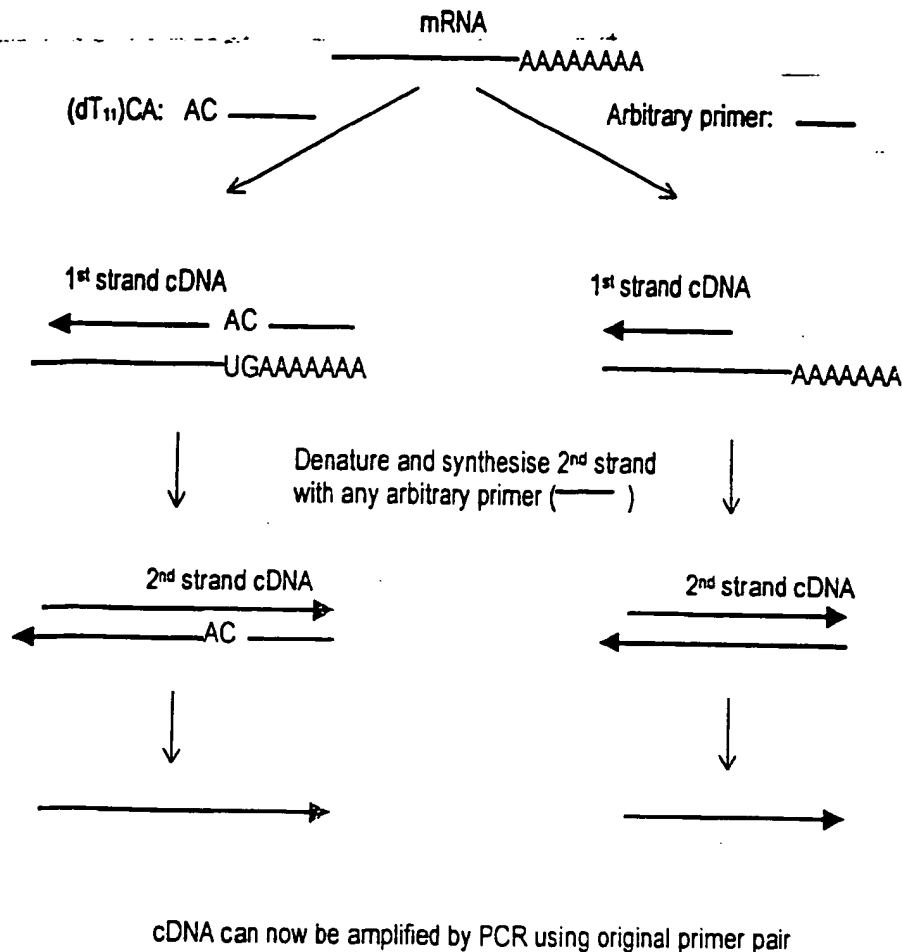 mRNA
AAAAAAAA
(dT₁₁)CA: AC
Arbitrary primer:
1st strand cDNA
AC
UGAAAAAAA
1st strand cDNA
AAAAAAA
Denature and synthesise 2nd strand
with any arbitrary primer ( )
2nd strand cDNA
AC
2nd strand cDNA
cDNA can now be amplified by PCR using original primer pair